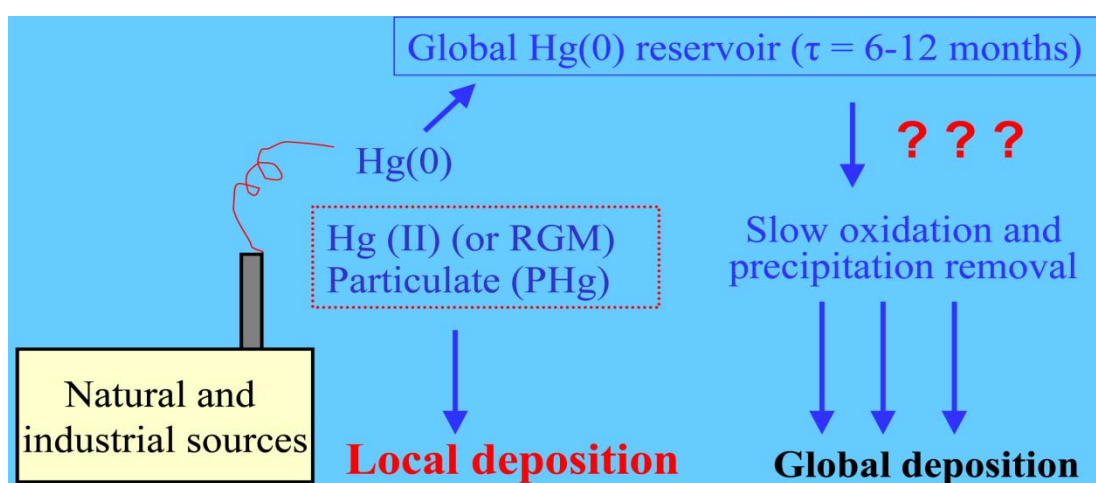 Global Hg(0) reservoir (τ = 6-12 months)
Hg(0)
? ? ?
Hg (II) (or RGM)
Particulate (PHg)
Slow oxidation and
precipitation removal
Natural and
industrial sources
Local deposition
Global deposition